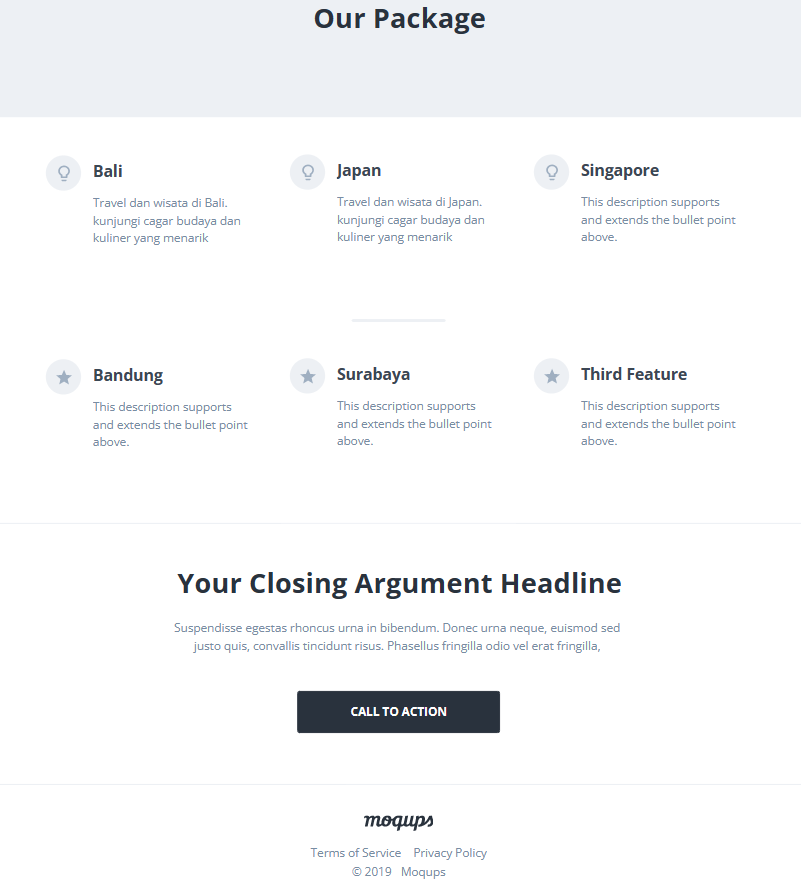 Our Package
Bali
Travel dan wisata di Bali.
kunjungi cagar budaya dan
kuliner yang menarik
Japan
Travel dan wisata di Japan.
kunjungi cagar budaya dan
kuliner yang menarik
Singapore
This description supports
and extends the bullet point
above.
Bandung
This description supports
and extends the bullet point
above.
Surabaya
This description supports
and extends the bullet point
above.
Third Feature
This description supports
and extends the bullet point
above.
Your Closing Argument Headline
Suspendisse egestas rhoncus urna in bibendum. Donec urna neque, euismod sed
justo quis, convallis tincidunt risus. Phasellus fringilla odio vel erat fringilla,
CALL TO ACTION
moqups
Terms of Service Privacy Policy
© 2019 Moqups